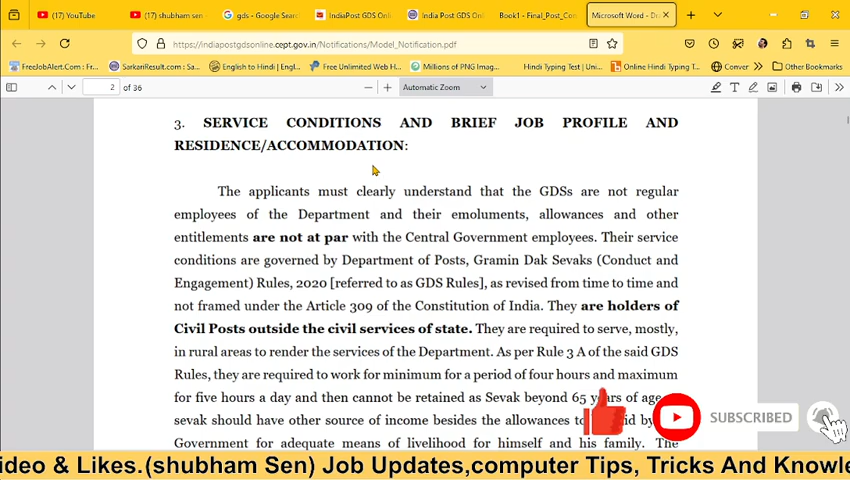 (17) YouTube
(17) shubham sen -
gds - Google Searc
IndiaPost GDS Onlin
India Post GDS Onl
Book1 - Final_Post_Con
Microsoft Word - Do
https://indiapostgdsonline.cept.gov.in/Notifications/Model_Notification.pdf
FreeJobAlert.Com : Fre
SarkariResult.com : Sar
English to Hindi | Engl
Free Unlimited Web H
Millions of PNG Imag
Hindi Typing Test | Uni
Online Hindi Typing T
Conver
Other Bookmarks
2 of 36
Automatic Zoom
3. SERVICE CONDITIONS AND BRIEF JOB PROFILE AND
RESIDENCE/ACCOMMODATION:
The applicants must clearly understand that the GDSs are not regular
employees of the Department and their emoluments, allowances and other
entitlements are not at par with the Central Government employees. Their service
conditions are governed by Department of Posts, Gramin Dak Sevaks (Conduct and
Engagement) Rules, 2020 [referred to as GDS Rules], as revised from time to time and
not framed under the Article 309 of the Constitution of India. They are holders of
Civil Posts outside the civil services of state. They are required to serve, mostly,
in rural areas to render the services of the Department. As per Rule 3 A of the said GDS
Rules, they are required to work for minimum for a period of four hours and maximum
for five hours a day and then cannot be retained as Sevak beyond 65 years of age
sevak should have other source of income besides the allowances to
SUBSCRIBED
Government for adequate means of livelihood for himself and his family. The
ideo & Likes.(shubham Sen) Job Updates,computer Tips, Tricks And Knowle